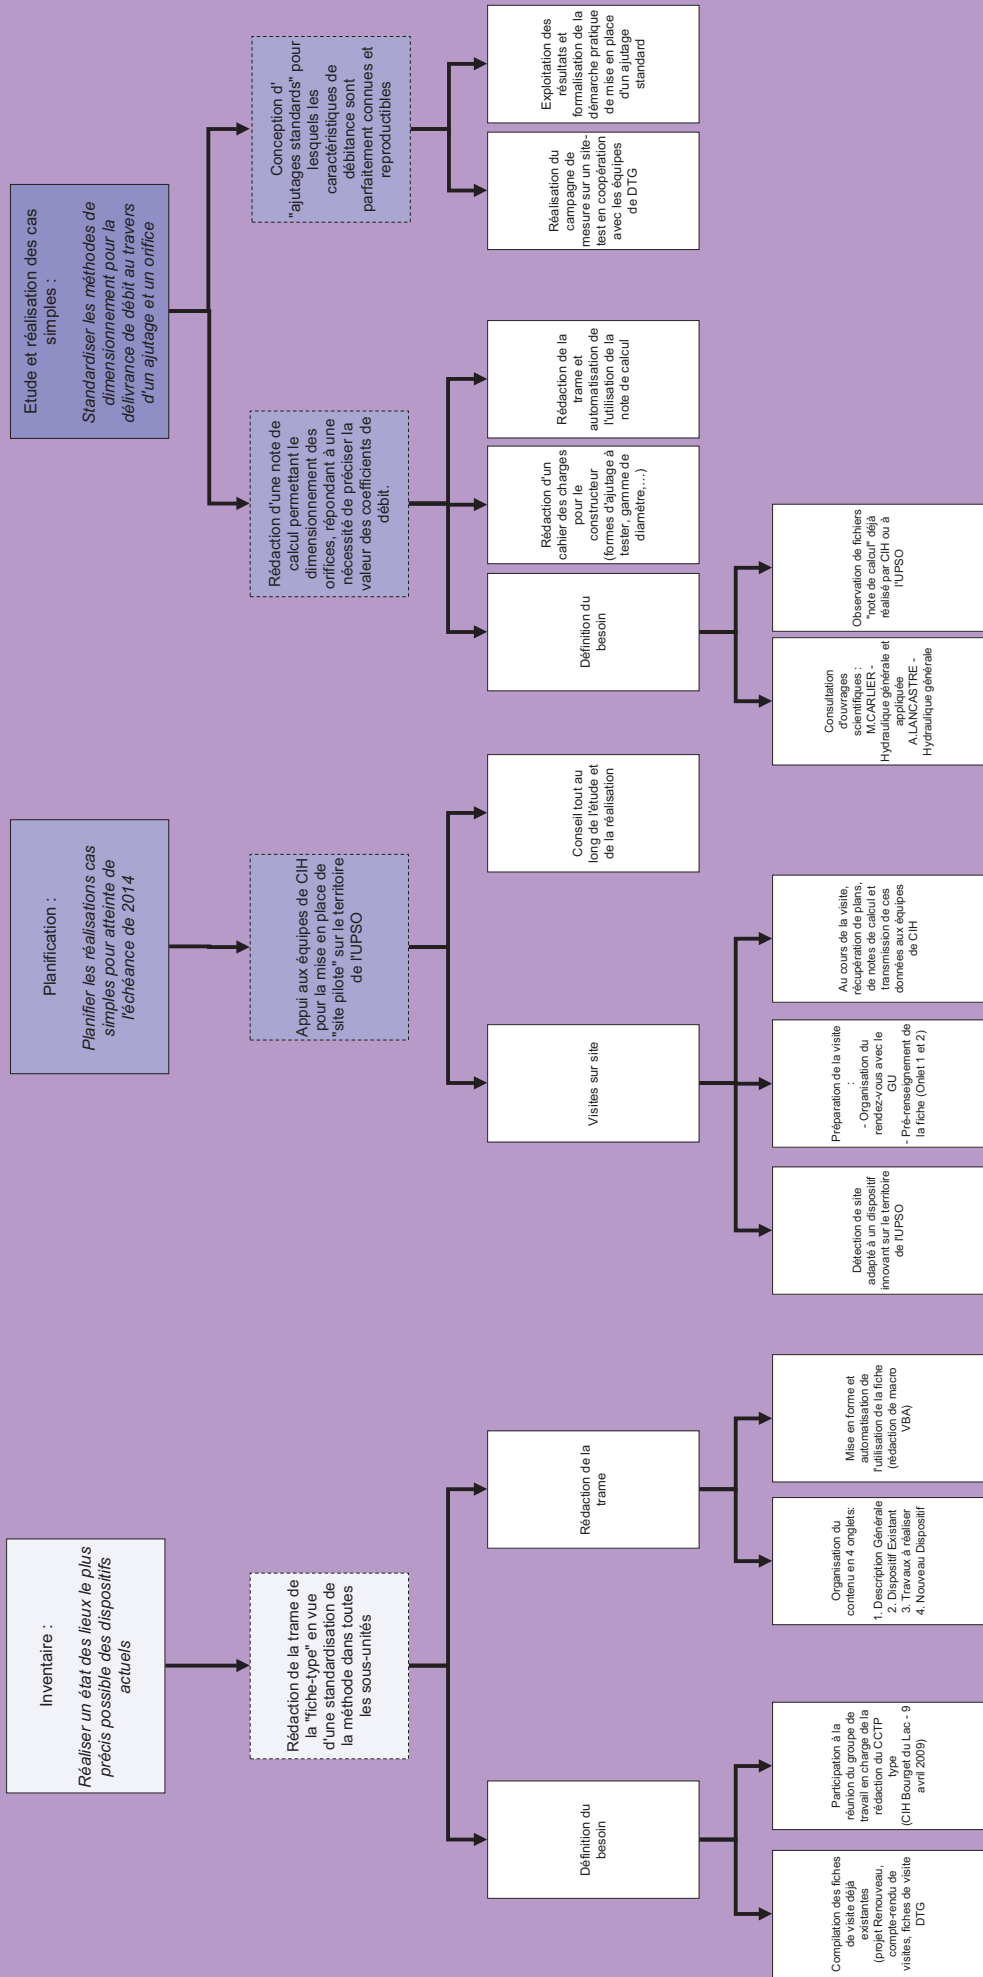 Inventaire :
Réaliser un état des lieux le plus
précis possible des dispositifs
actuels
Planification :
Planifier les réalisations cas
simples pour atteinte de
l'échéance de 2014
Etude et réalisation des cas
simples :
Standardiser les méthodes de
dimensionnement pour la
délivrance de débit au travers
d'un ajutage et un orifice
Rédaction de la trame de
la "fiche-type" en vue
d'une standardisation de
la méthode dans toutes
les sous-unités
Appui aux équipes de CIH
pour la mise en place de
"site pilote" sur le territoire
de l'UPSO
Rédaction d'une note de
calcul permettant le
dimensionnement des
orifices, répondant à une
nécessité de préciser la
valeur des coefficients de
débit.
Conception d'
"ajutages standards" pour
lesquels les
caractéristiques de
débitance sont
parfaitement connues et
reproductibles
Définition du
besoin
Rédaction de la
trame
Visites sur site
Conseil tout au
long de l'étude et
de la réalisation
Définition du
besoin
Rédaction d'un
cahier des charges
pour le
constructeur
(formes d'ajutage à
tester, gamme de
diamètre,…)
Rédaction de la
trame et
automatisation de
l'utilisation de la
note de calcul
Réalisation du
campagne de
mesure sur un site-
test en coopération
avec les équipes
de DTG
Exploitation des
résultats et
formalisation de la
démarche pratique
de mise en place
d'un ajutage
standard
Compilation des fiches
de visite déjà
existantes
(projet Renouveau,
compte-rendu de
visites, fiches de visite
DTG
Participation à la
réunion du groupe de
travail en charge de la
rédaction du CCTP
type
(CIH Bourget du Lac - 9
avril 2009)
Organisation du
contenu en 4 onglets:
1. Description Générale
2. Dispositif Existant
3. Travaux à réaliser
4. Nouveau Dispositif
Mise en forme et
automatisation de
l'utilisation de la fiche
(rédaction de macro
VBA)
Détection de site
adapté à un dispositif
innovant sur le territoire
de l'UPSO
Préparation de la visite
:
- Organisation du
rendez-vous avec le
GU
- Pré-renseignement de
la fiche (Onlet 1 et 2)
Au cours de la visite,
récupération de plans,
de notes de calcul et
transmission de ces
données aux équipes
de CIH
Consultation
d'ouvrages
scientifiques :
M.CARLIER -
Hydraulique générale et
appliquée
A.LANCASTRE -
Hydraulique générale
Observation de fichiers
"note de calcul" déjà
réalisé par CIH ou à
l'UPSO